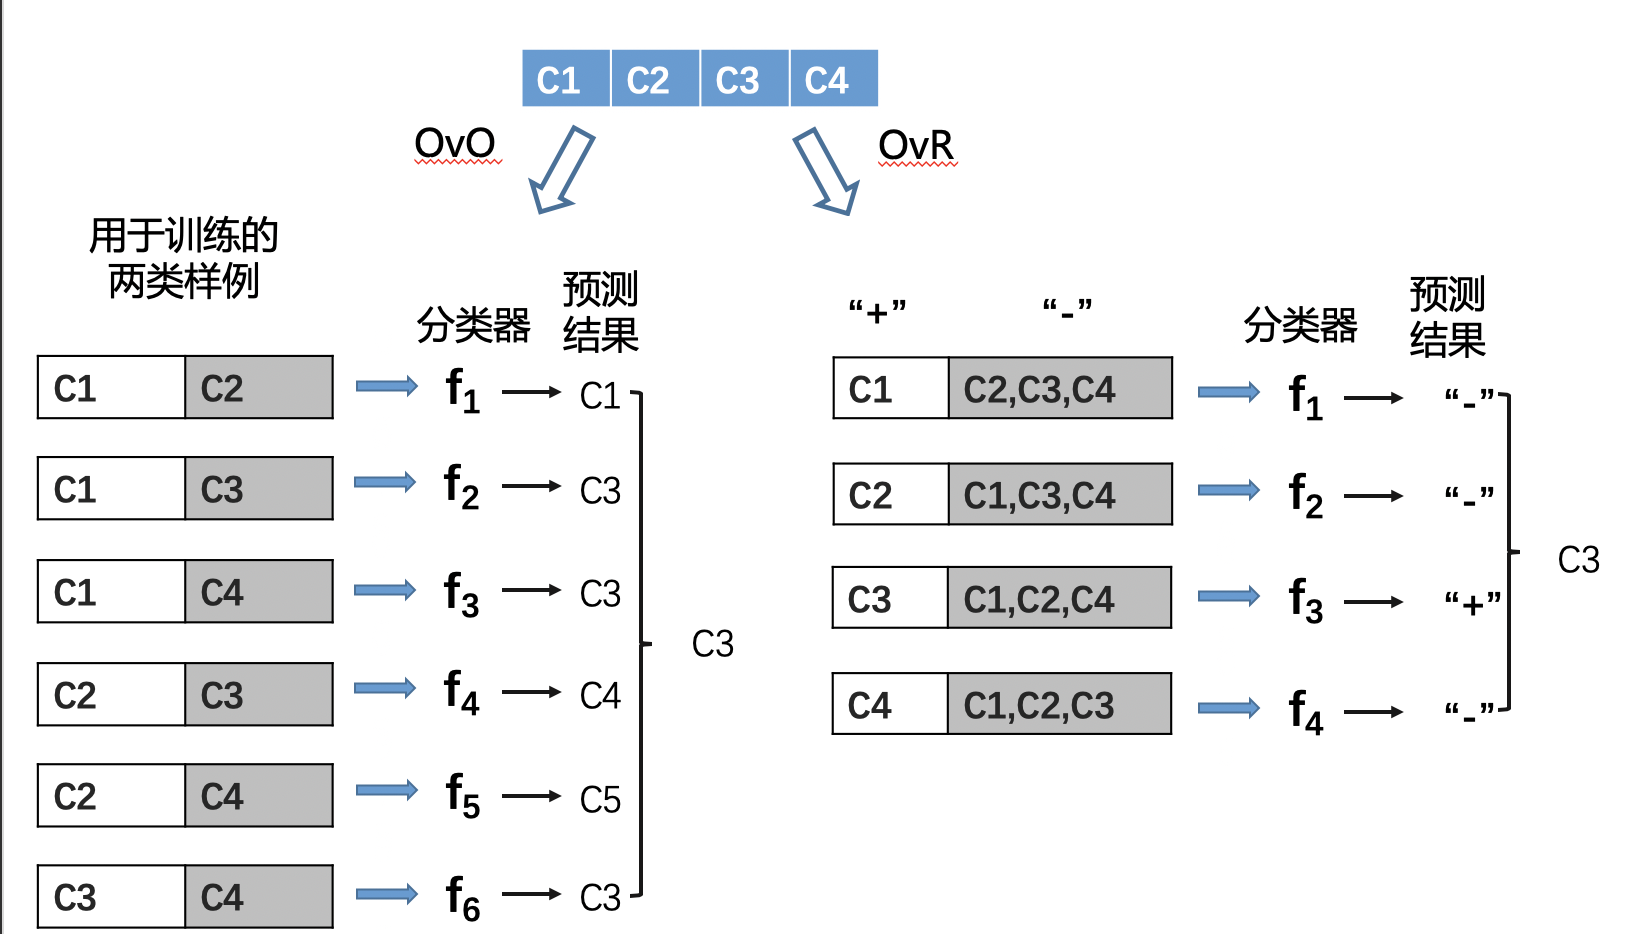 C1 C2 C3 C4
OvO
OvR
用于训练的
两类样例
分类器
预测
结果
C1 C2 f1 C1
C1 C3 f2 C3
C1 C4 f3 C3
C2 C3 f4 C4
C2 C4 f5 C5
C3 C4 f6 C3
C3
“+” “-”
分类器
预测
结果
C1 C2,C3,C4 f1 “-”
C2 C1,C3,C4 f2 “-”
C3 C1,C2,C4 f3 “+”
C4 C1,C2,C3 f4 “-”
C3